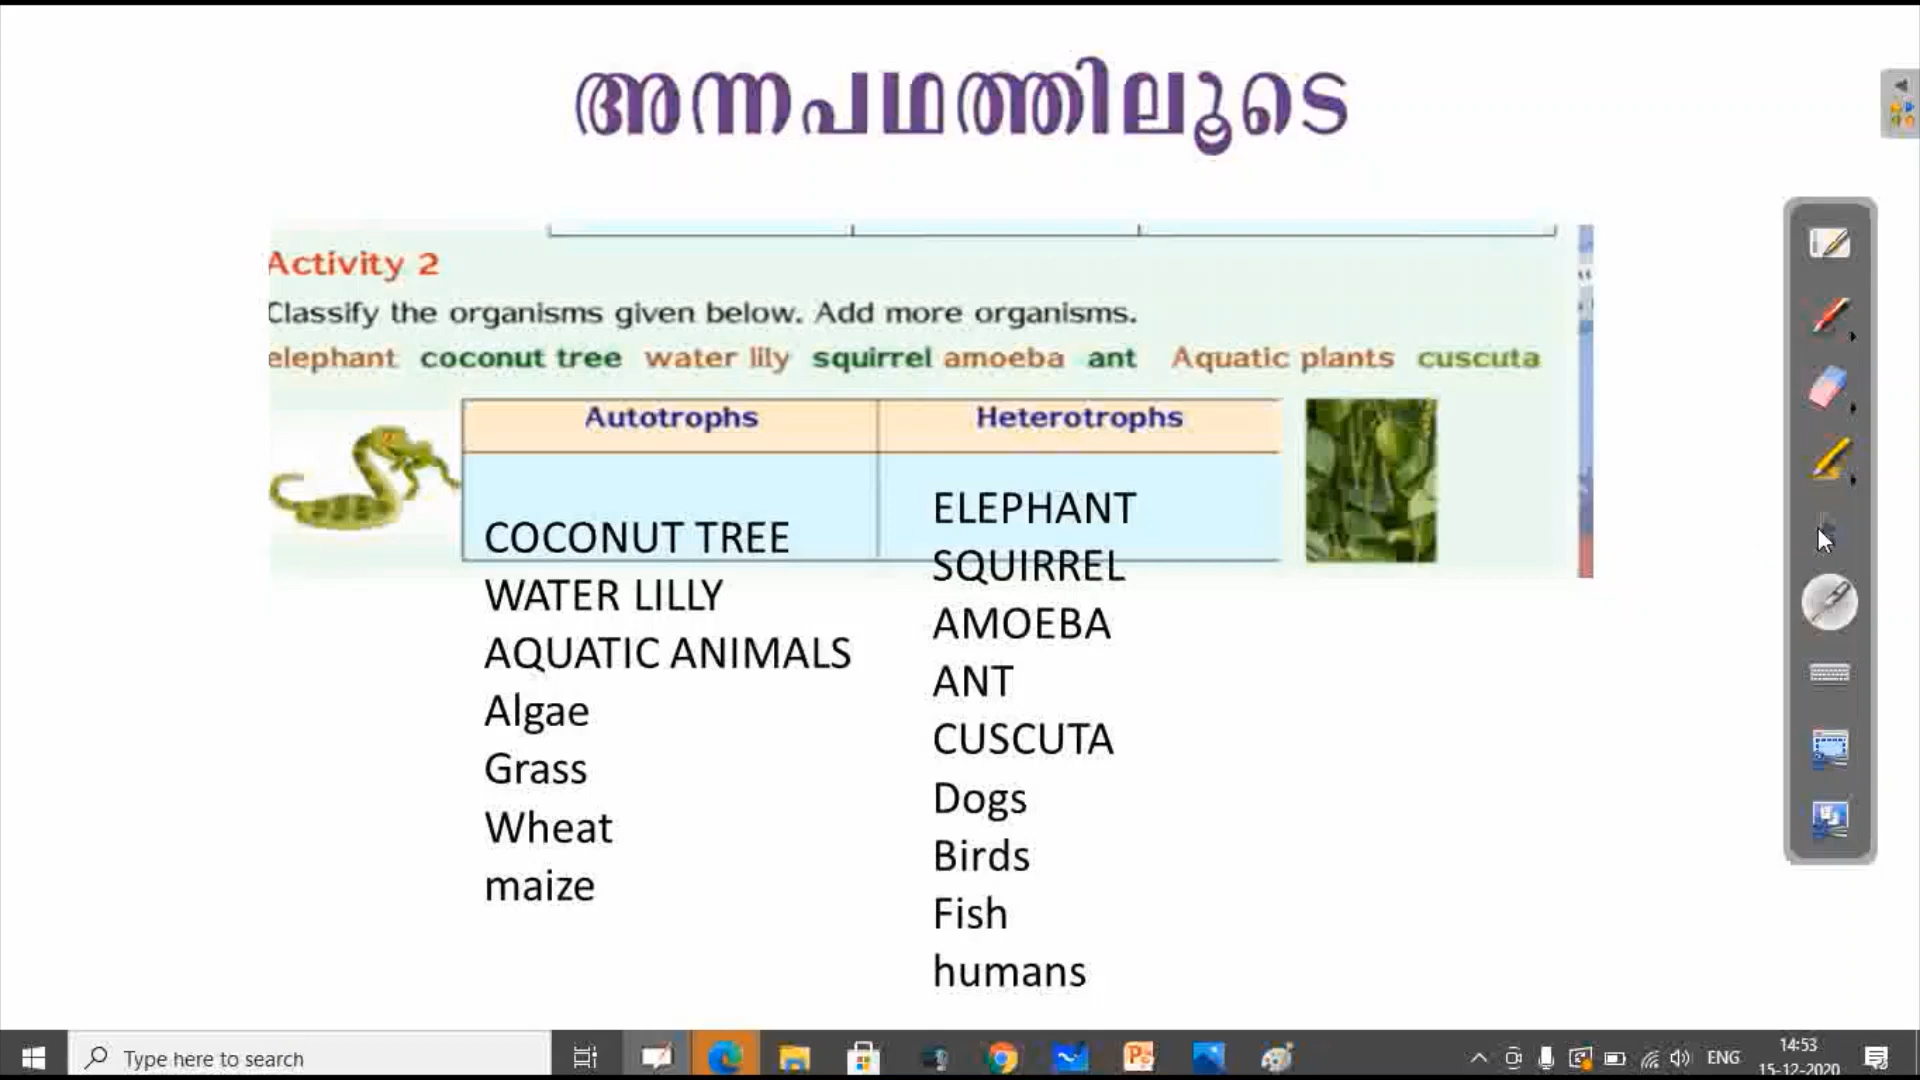 അന്നപഥത്തിലൂടെ
Activity 2
Classify the organisms given below. Add more organisms.
elephant coconut tree water lily squirrel amoeba ant Aquatic plants cuscuta
Autotrophs Heterotrophs
COCONUT TREE
WATER LILLY
AQUATIC ANIMALS
Algae
Grass
Wheat
maize
ELEPHANT
SQUIRREL
AMOEBA
ANT
CUSCUTA
Dogs
Birds
Fish
humans
Type here to search
ENG
14:53
15-12-2020